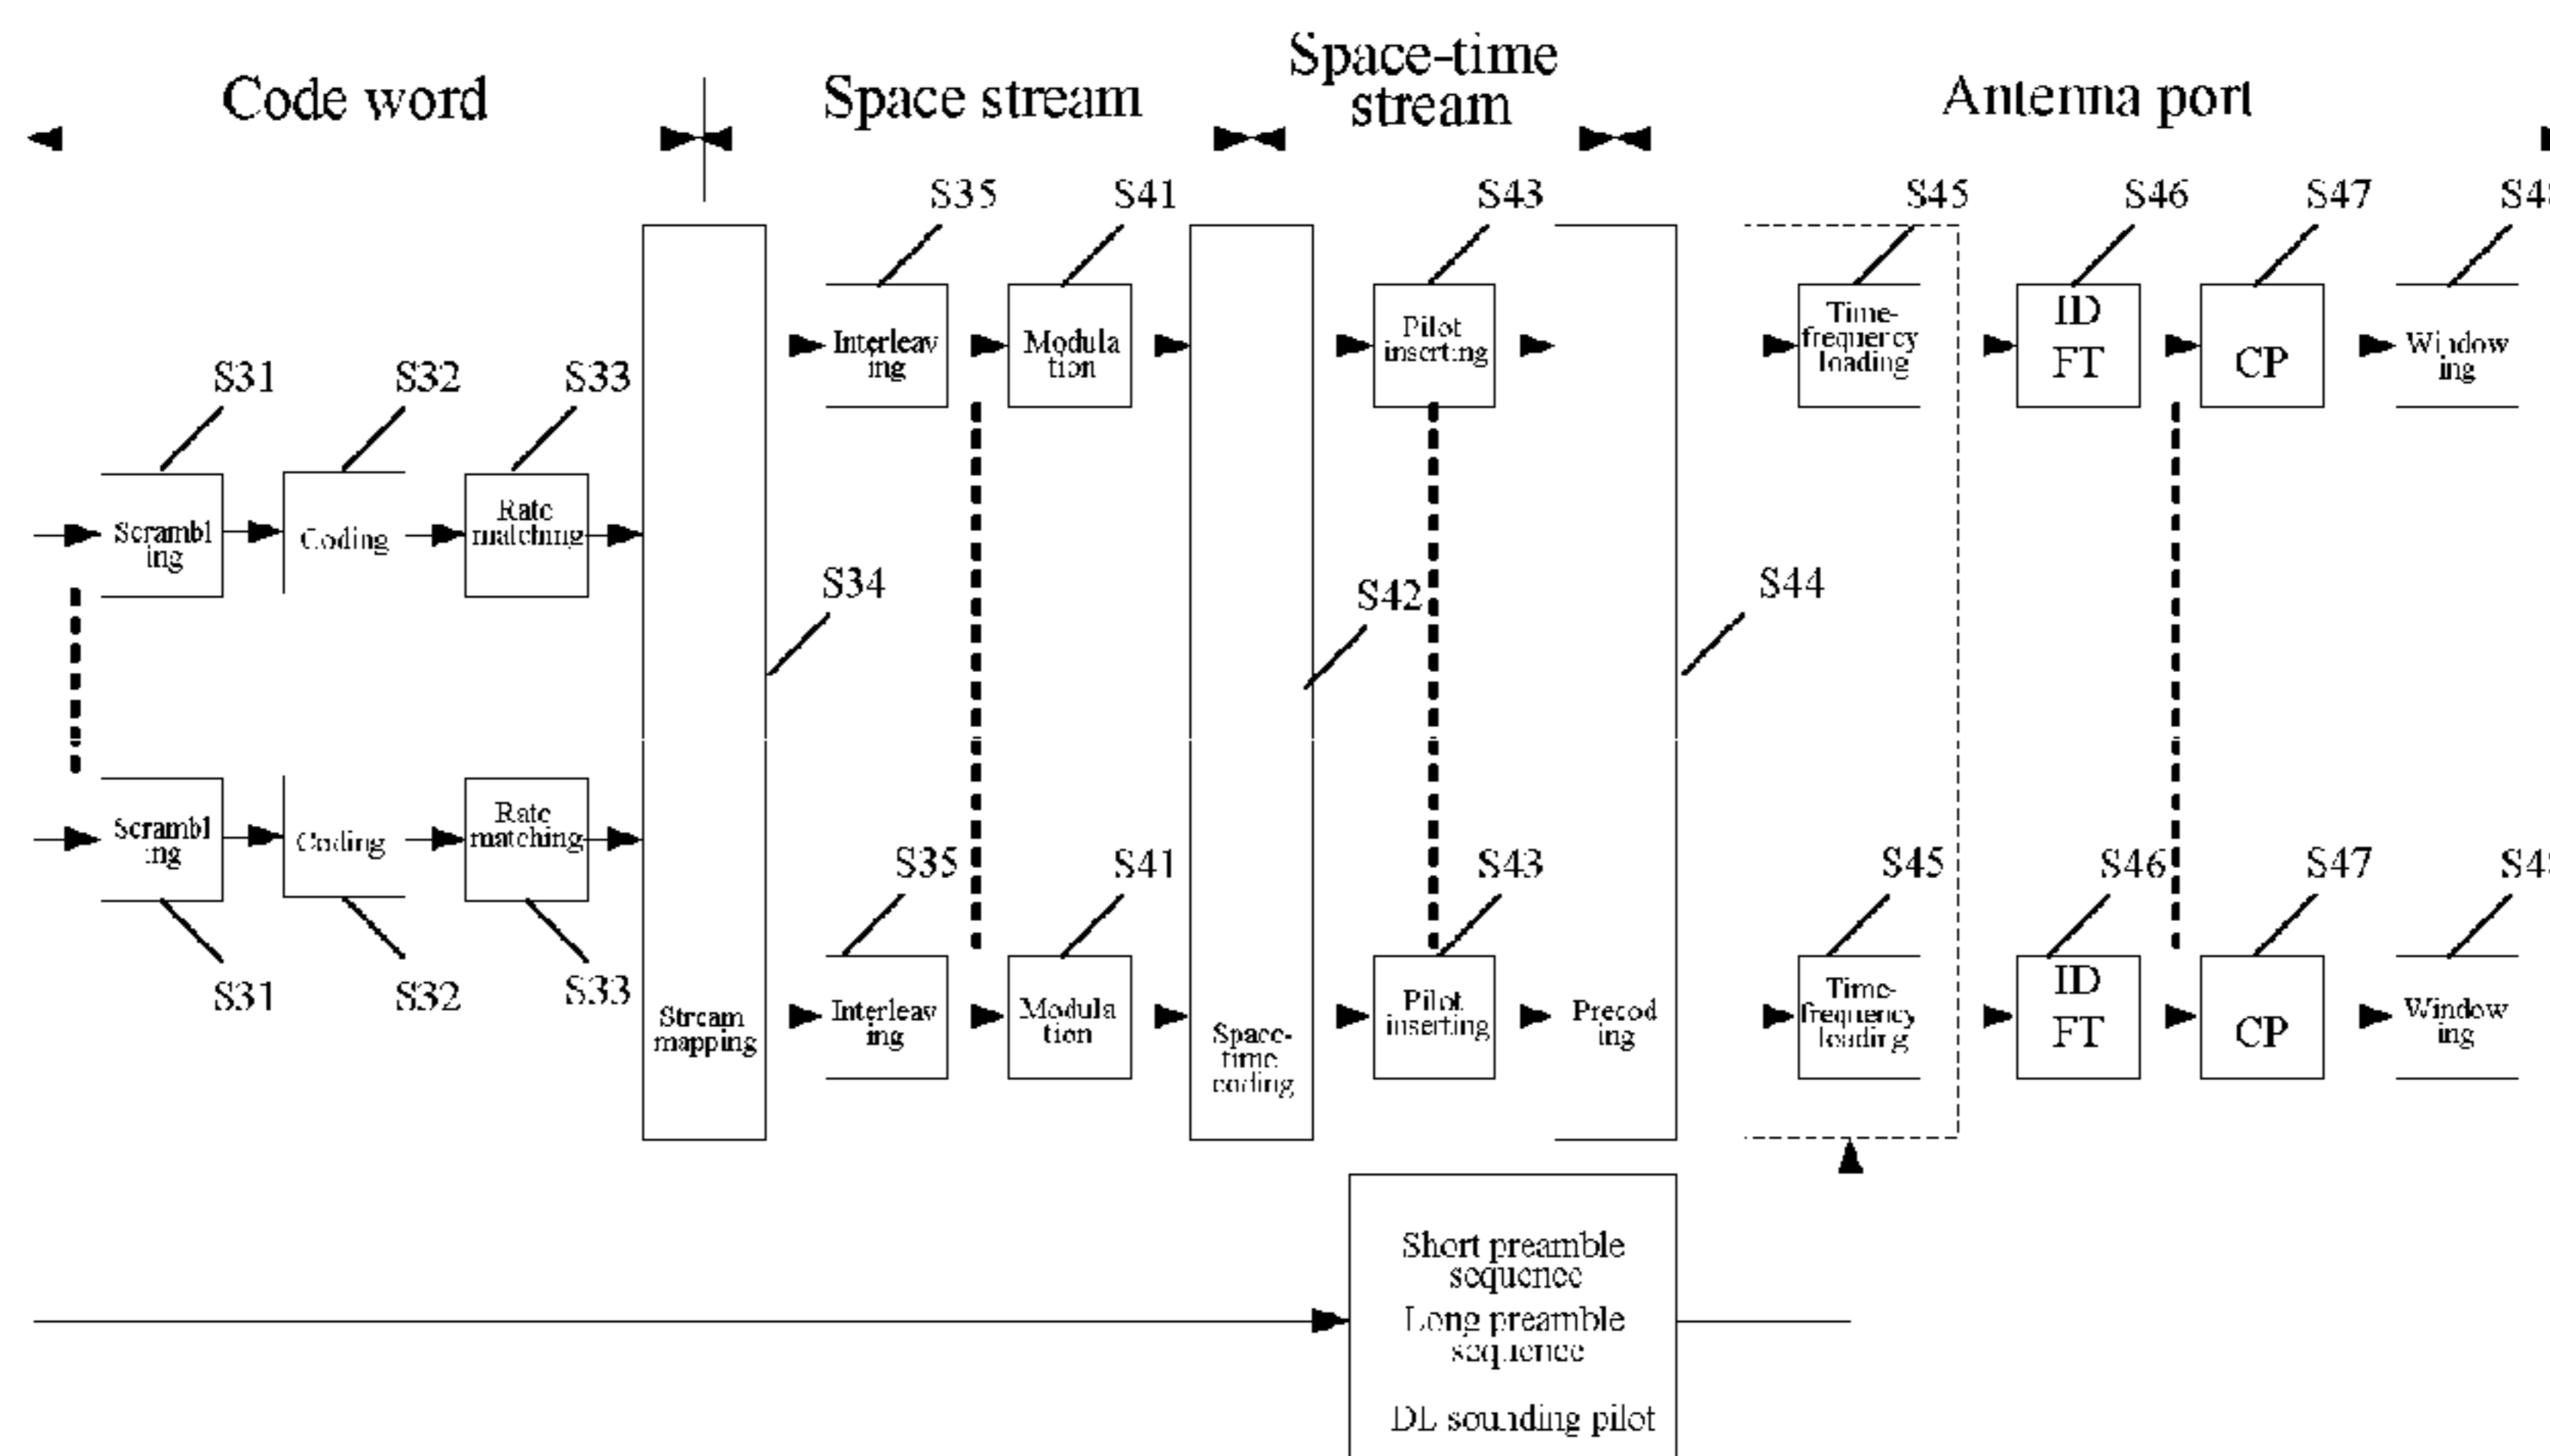 Code word
Space stream
Space-time
stream
Antenna port
S35
S41
S43
S45
S46
S47
Interleav
ing
Modula
tion
Pilot
inserting
Time-
frequency
loading
ID
FT
CP
Window
ing
S31
S32
S33
Scrambl
ing
Coding
Rate
matching
S34
S42
S44
Scrambl
ing
Coding
Rate
matching
S31
S32
S33
S35
S41
S43
S45
S46
S47
Stream
mapping
Interleav
ing
Modula
tion
Space-
time
coding
Pilot
inserting
Precod
ing
Time-
frequency
loading
ID
FT
CP
Window
ing
Short preamble
sequence
Long preamble
sequence
DL sounding pilot